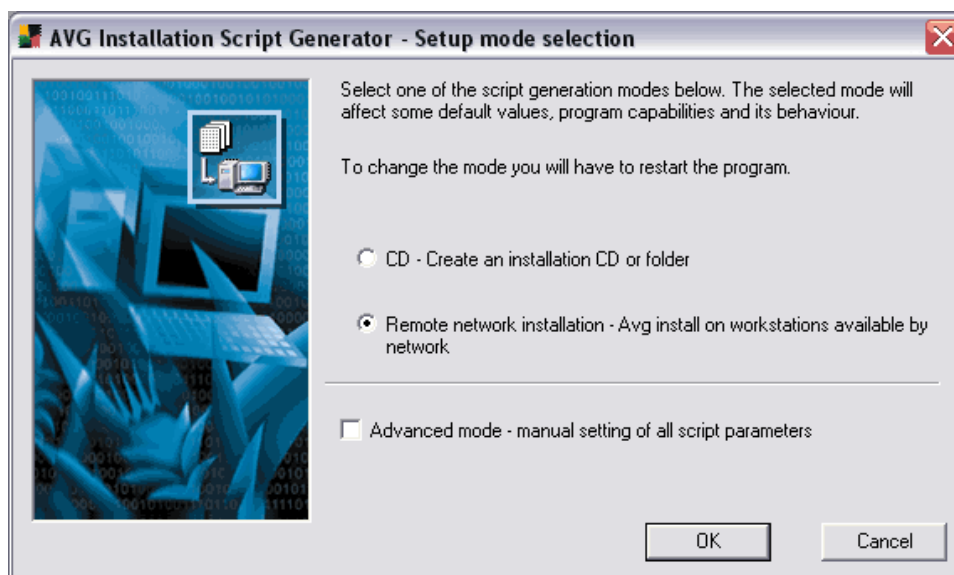 AVG Installation Script Generator - Setup mode selection
Select one of the script generation modes below. The selected mode will
affect some default values, program capabilities and its behaviour.
To change the mode you will have to restart the program.
CD - Create an installation CD or folder
Remote network installation - Avg install on workstations available by
network
Advanced mode - manual setting of all script parameters
OK
Cancel